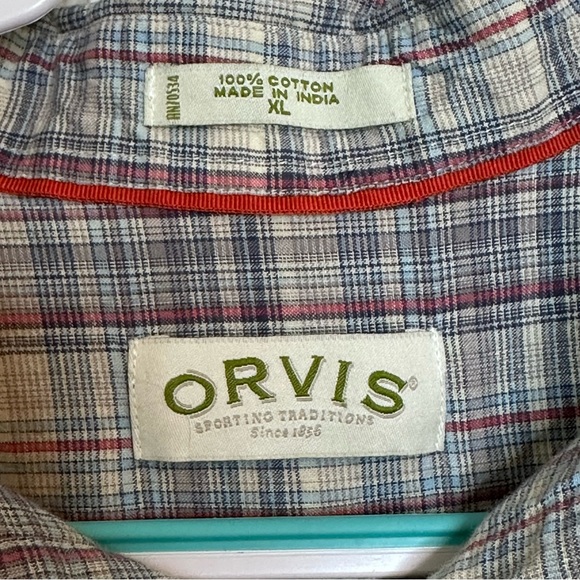 100% COTTON
MADE IN INDIA
XL
ORVIS®
SPORTING TRADITIONS
Since 1856